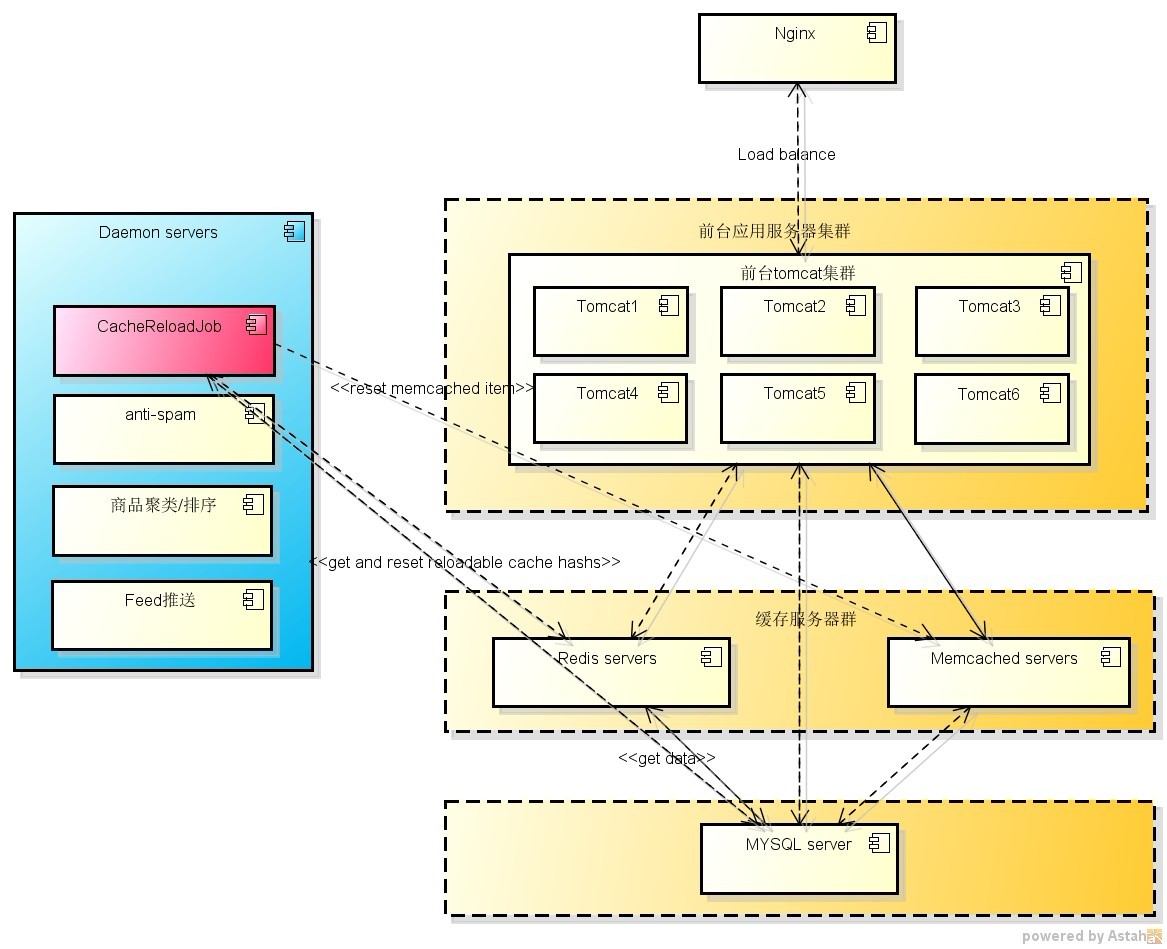 Nginx
Load balance
Daemon servers
前台应用服务器集群
前台tomcat集群
CacheReloadJob
Tomcat1
Tomcat2
Tomcat3
<<reset memcached item>>
Tomcat4
Tomcat5
Tomcat6
anti-spam
商品聚类/排序
<<get and reset reloadable cache hashs>>
Feed推送
缓存服务器群
Redis servers
Memcached servers
<<get data>>
MYSQL server
powered by Astah